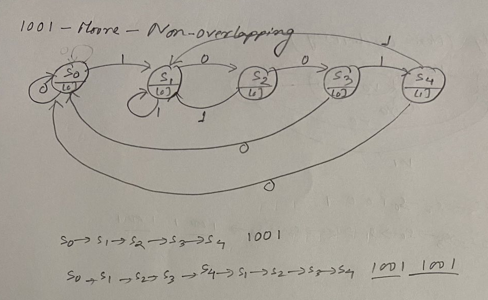 1001 - Moore - Non-overlapping
1
1 0 0 1
S0 S1 S2 S3 S4
[0] [0] [0] [0] [1]
0 1 1
0
0
S0 → S1 → S2 → S3 → S4 1001
S0 → S1 → S2 → S3 → S4 → S1 → S2 → S3 → S4 1001 1001